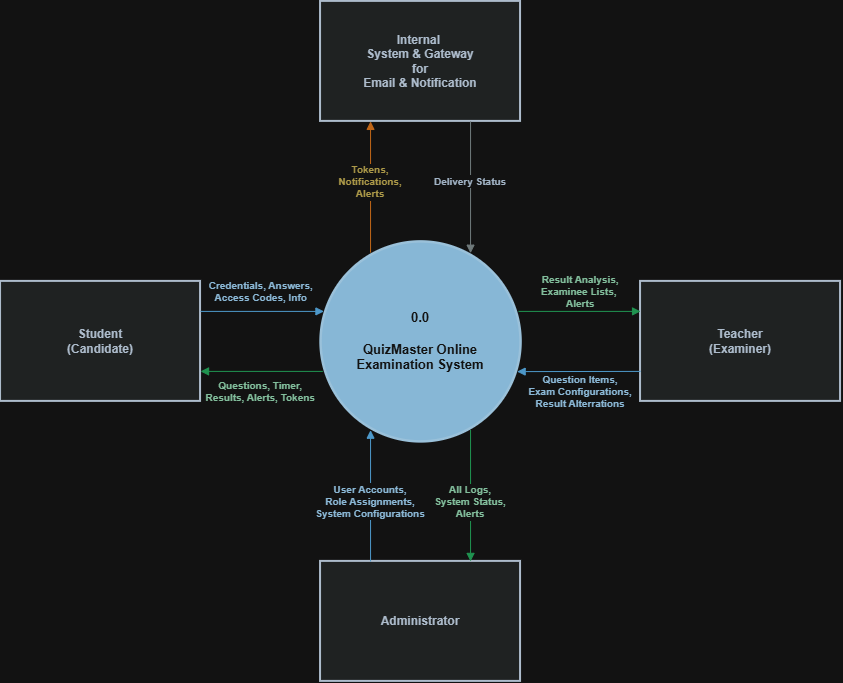 Internal
System & Gateway
for
Email & Notification
Tokens,
Notifications,
Alerts
Delivery Status
Credentials, Answers,
Access Codes, Info
Result Analysis,
Examinee Lists,
Alerts
Student
(Candidate)
0.0
QuizMaster Online
Examination System
Teacher
(Examiner)
Questions, Timer,
Results, Alerts, Tokens
Question Items,
Exam Configurations,
Result Alterrations
User Accounts,
Role Assignments,
System Configurations
All Logs,
System Status,
Alerts
Administrator